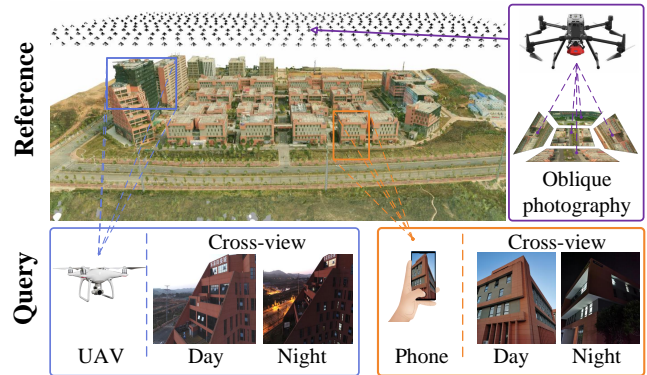 Reference
Oblique
photography
Query
Cross-view
UAV
Day
Night
Cross-view
Phone
Day
Night